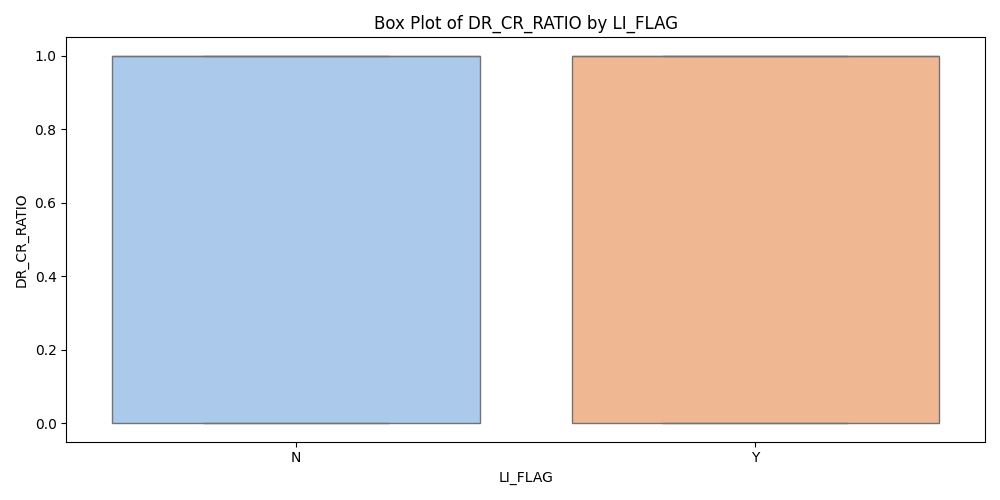 Box Plot of DR_CR_RATIO by LI_FLAG
1.0
0.8
0.6
0.4
0.2
0.0
DR_CR_RATIO
N
Y
LI_FLAG